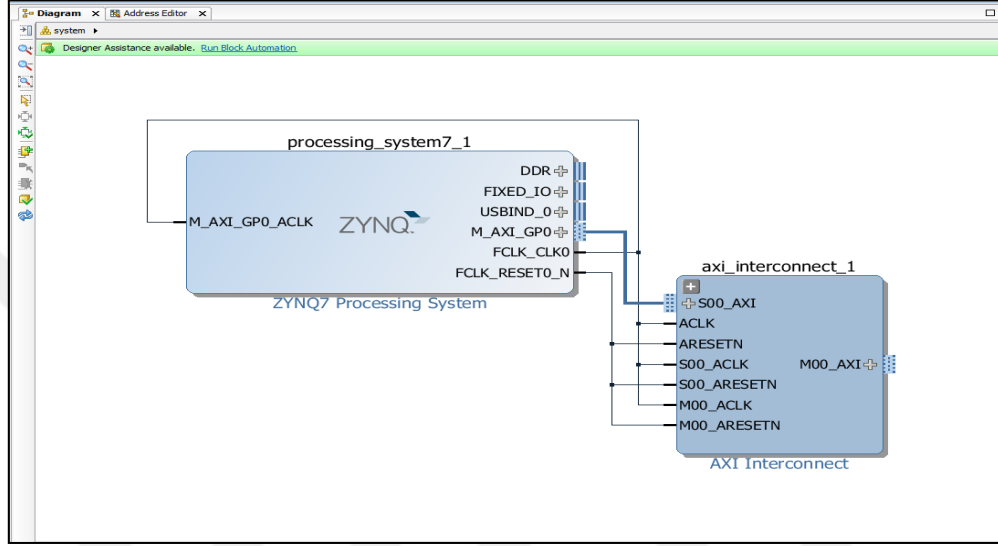 Diagram
Address Editor
system
Designer Assistance available. Run Block Automation
processing_system7_1
DDR
FIXED_IO
USBIND_0
M_AXI_GP0
M_AXI_GP0_ACLK
ZYNQ.
FCLK_CLK0
FCLK_RESET0_N
ZYNQ7 Processing System
axi_interconnect_1
S00_AXI
ACLK
ARESETN
S00_ACLK
M00_AXI
S00_ARESETN
M00_ACLK
M00_ARESETN
AXI Interconnect